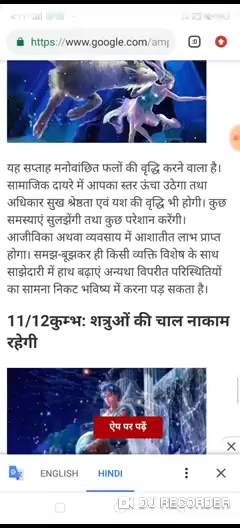 https://www.google.com/amp
यह सप्ताह मनोवांछित फलों की वृद्धि करने वाला है।
सामाजिक दायरे में आपका स्तर ऊंचा उठेगा तथा
अधिकार सुख श्रेष्ठता एवं यश की वृद्धि भी होगी। कुछ
समस्याएं सुलझेंगी तथा कुछ परेशान करेंगी।
आजीविका अथवा व्यवसाय में आशातीत लाभ प्राप्त
होगा। समझ-बूझकर ही किसी व्यक्ति विशेष के साथ
साझेदारी में हाथ बढ़ाएं अन्यथा विपरीत परिस्थितियों
का सामना निकट भविष्य में करना पड़ सकता है।
11/12कुम्भ: शत्रुओं की चाल नाकाम
रहेगी
ऐप पर पढ़ें
ENGLISH HINDI
DU RECORDER